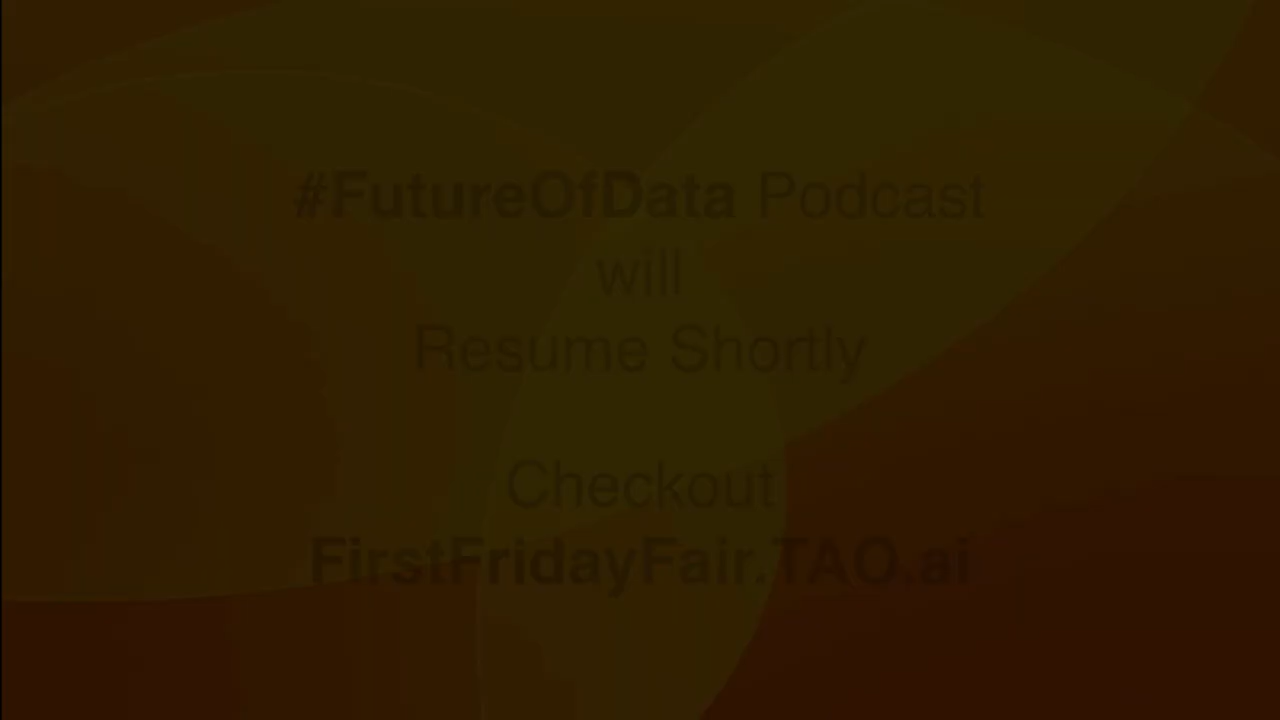 #FutureOfData Podcast
will
Resume Shortly
Checkout
FirstFridayFair.TAO.ai